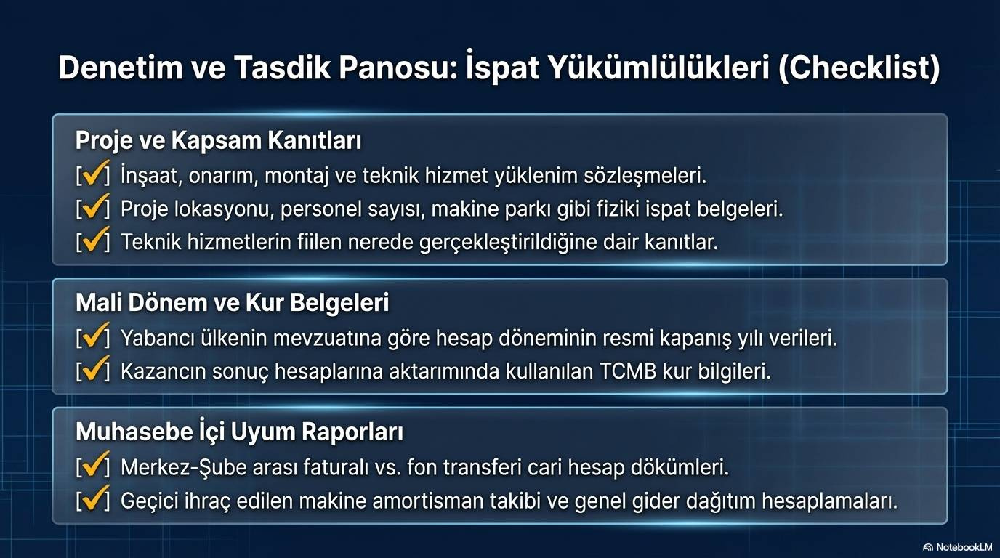 Denetim ve Tasdik Panosu: İspat Yükümlülükleri (Checklist)
Proje ve Kapsam Kanıtları
[✓] İnşaat, onarım, montaj ve teknik hizmet yüklenim sözleşmeleri.
[✓] Proje lokasyonu, personel sayısı, makine parkı gibi fiziki ispat belgeleri.
[✓] Teknik hizmetlerin fiilen nerede gerçekleştirildiğine dair kanıtlar.
Mali Dönem ve Kur Belgeleri
[✓] Yabancı ülkenin mevzuatına göre hesap döneminin resmi kapanış yılı verileri.
[✓] Kazancın sonuç hesaplarına aktarımında kullanılan TCMB kur bilgileri.
Muhasebe İçi Uyum Raporları
[✓] Merkez-Şube arası faturalı vs. fon transferi cari hesap dökümleri.
[✓] Geçici ihraç edilen makine amortisman takibi ve genel gider dağıtım hesaplamaları.
NotebookLM